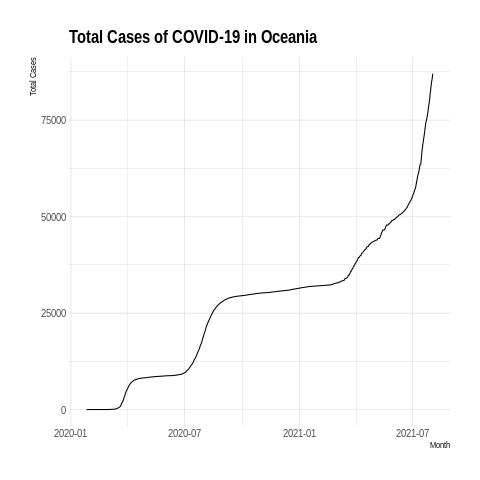 Total Cases of COVID-19 in Oceania
Total Cases
75000
50000
25000
0
2020-01
2020-07
2021-01
2021-07
Month